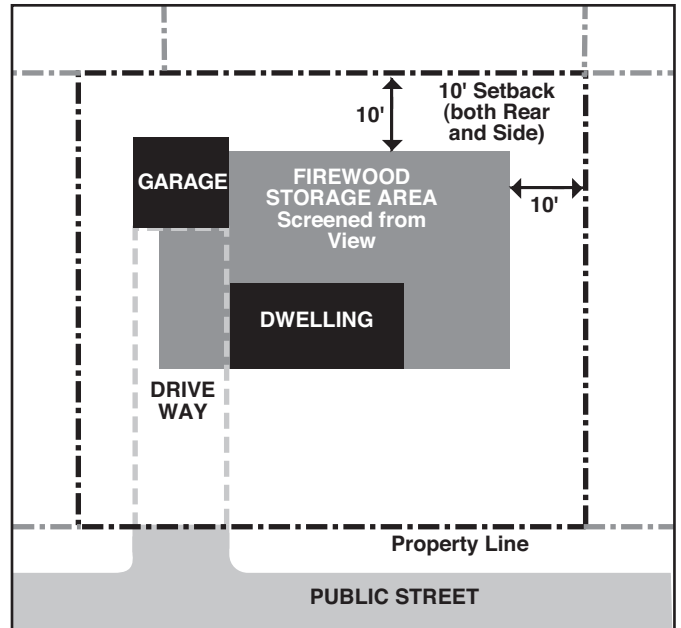 10' Setback
(both Rear
and Side)
10'
GARAGE
FIREWOOD
STORAGE AREA
Screened from
View
10'
DWELLING
DRIVE
WAY
Property Line
PUBLIC STREET